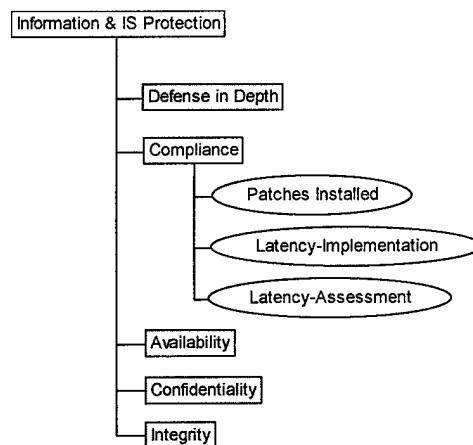 Information & IS Protection
Defense in Depth
Compliance
Patches Installed
Latency-Implementation
Latency-Assessment
Availability
Confidentiality
Integrity